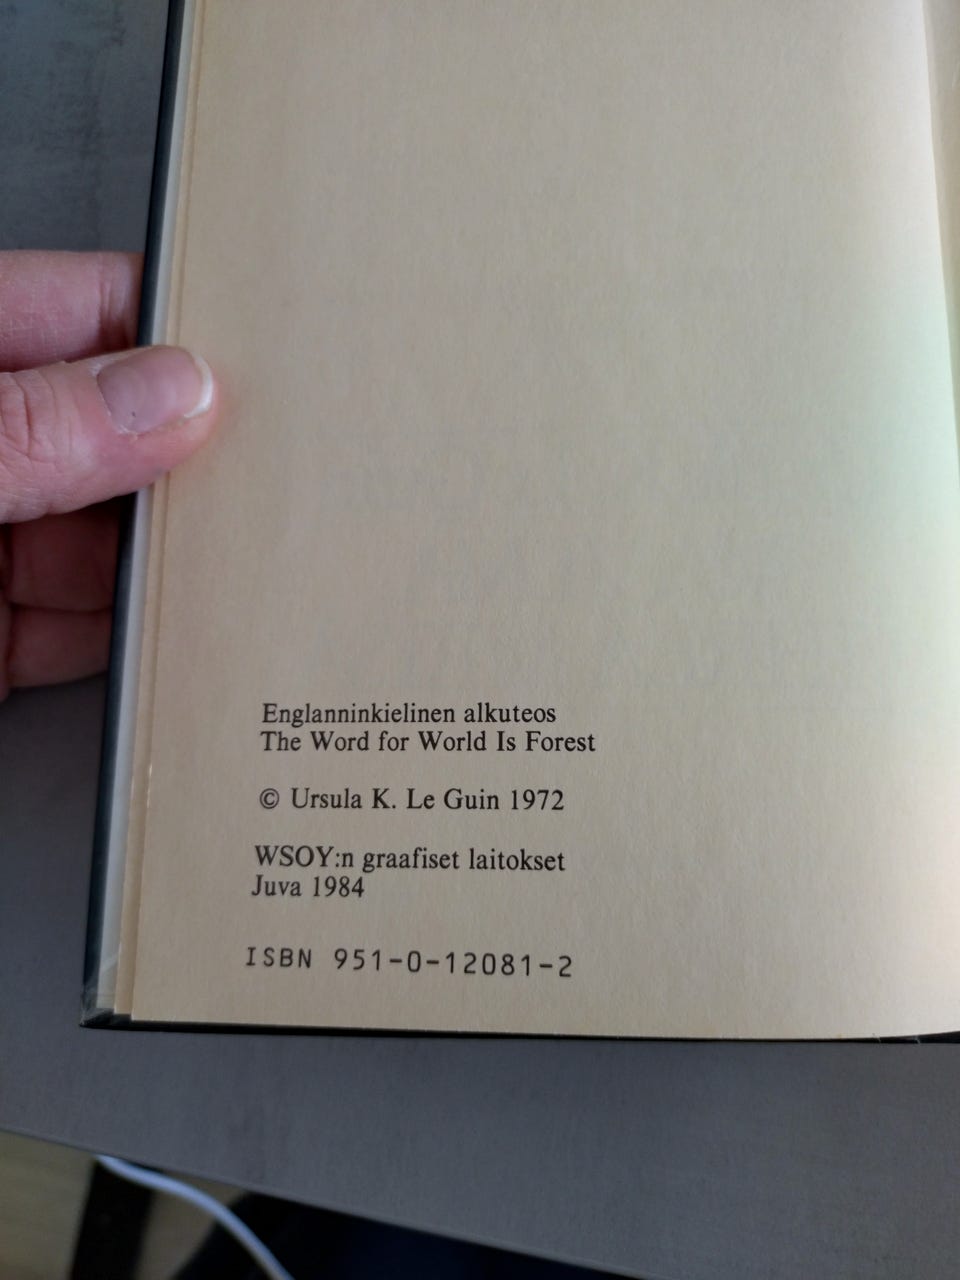 Englanninkielinen alkuteos
The Word for World Is Forest
© Ursula K. Le Guin 1972
WSOY:n graafiset laitokset
Juva 1984
ISBN 951-0-12081-2